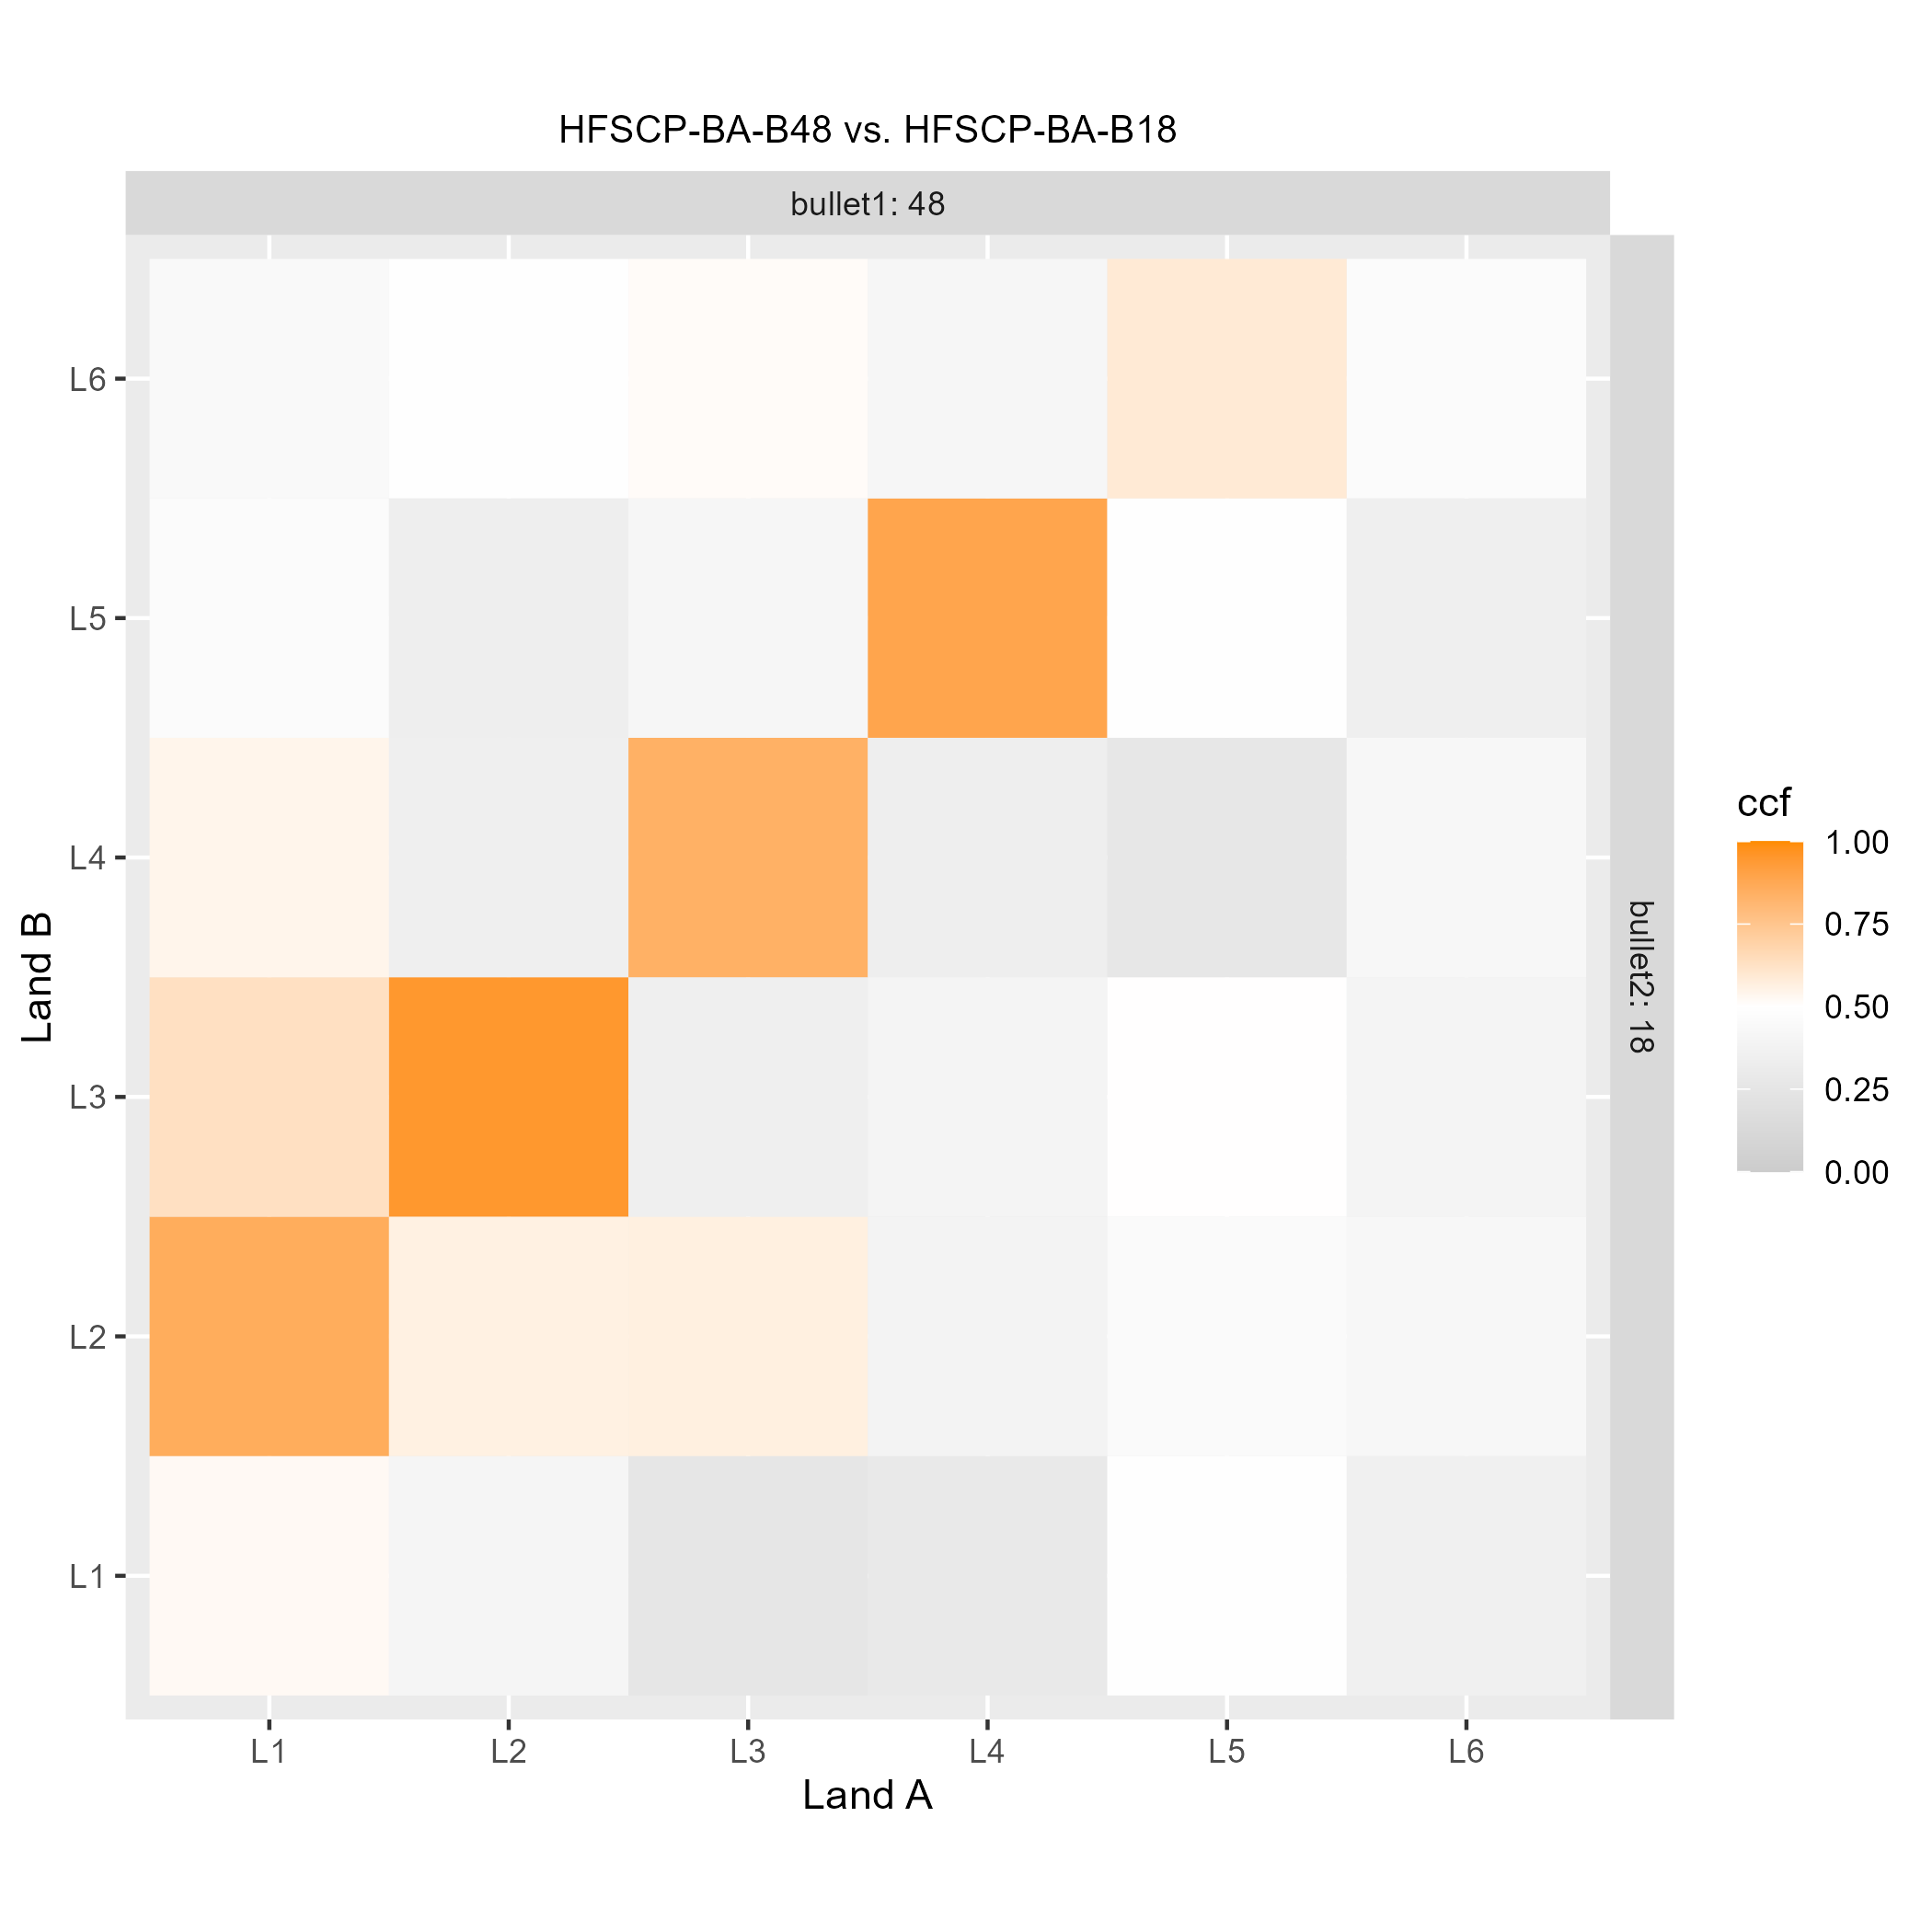 HFSCP-BA-B48 vs. HFSCP-BA-B18
bullet1: 48
L6
L5
L4
L3
L2
L1
Land B
bullet2: 18
L1 L2 L3 L4 L5 L6
Land A
ccf
1.00
0.75
0.50
0.25
0.00